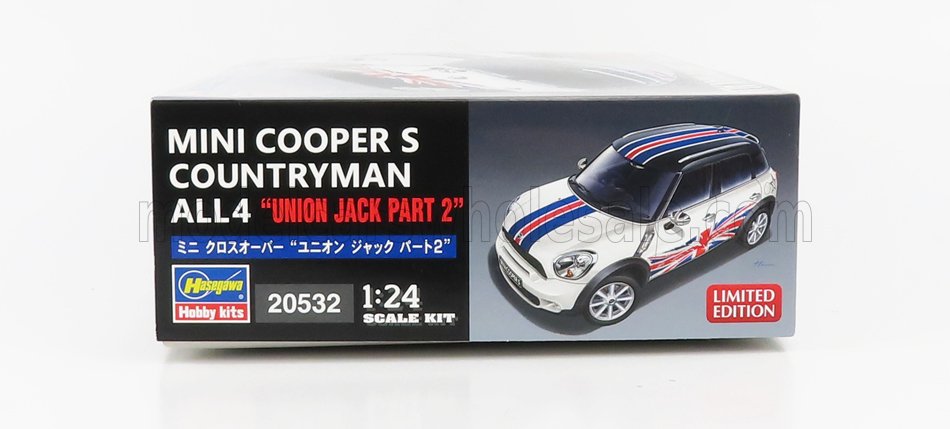 MINI COOPER S
COUNTRYMAN
ALL4 “UNION JACK PART 2”
ミニ クロスオーバー “ユニオン ジャック パート2”
Hasegawa
Hobby kits
20532
1:24
SCALE KIT
LIMITED
EDITION